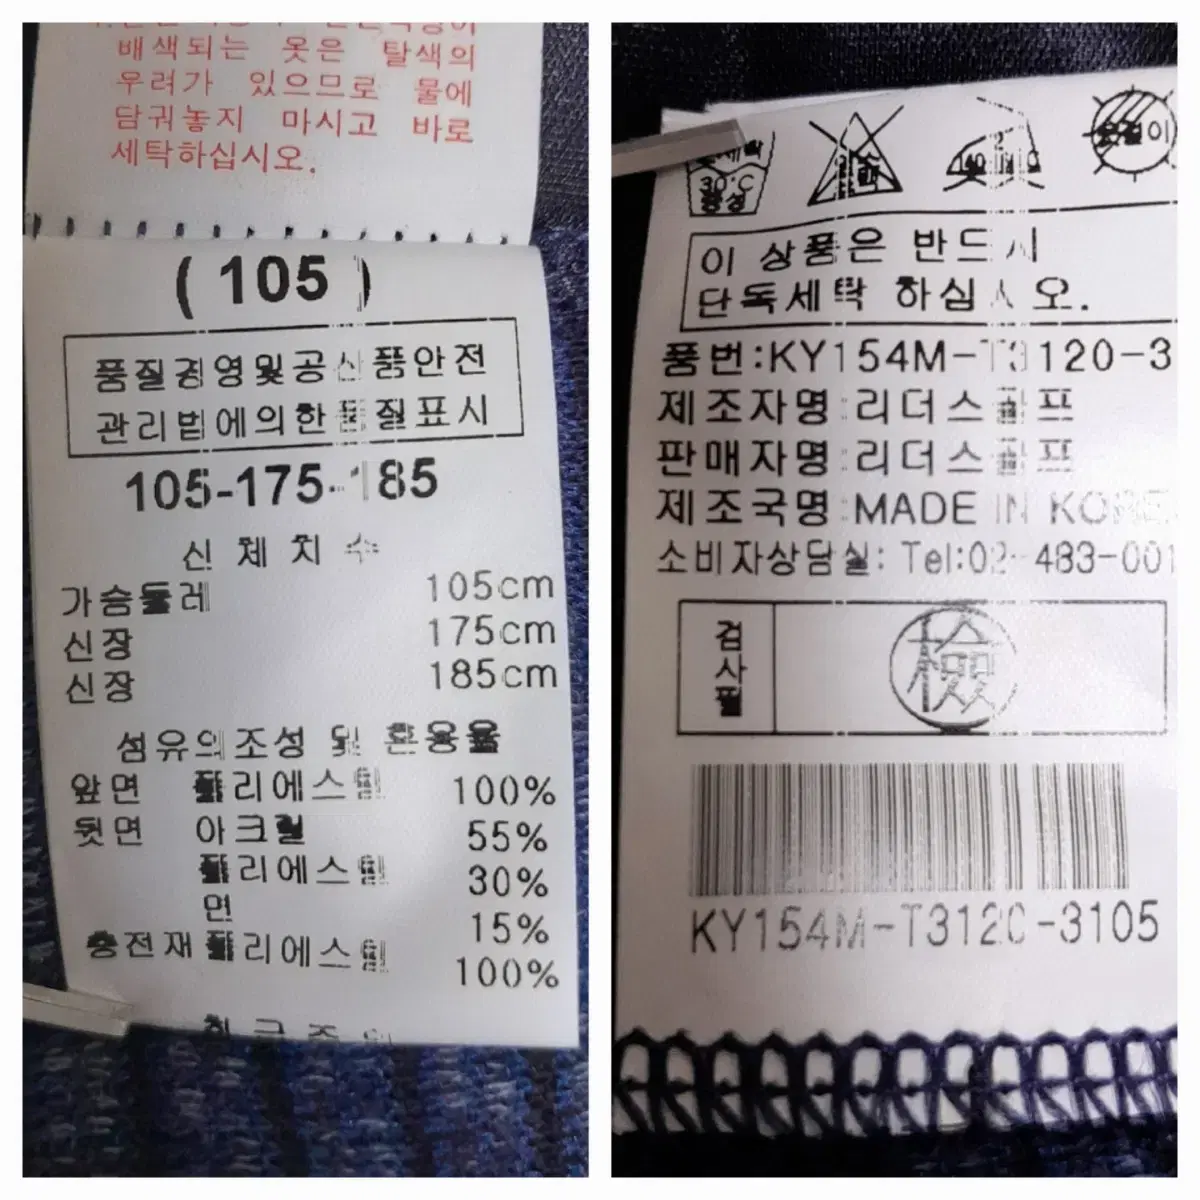 배색되는 옷은 탈색의
우려가 있으므로 물에
담궈놓지 마시고 바로
세탁하십시오.
( 105 )
품질경영및공산품안전
관리법에의한품질표시
105-175-185
신체치수
가슴둘레 105cm
신장 175cm
신장 185cm
섬유의조성 및 혼용율
앞면 폴리에스텔 100%
뒷면 아크릴 55%
폴리에스텔 30%
면 15%
충전재 폴리에스텔 100%
30°C
중성
이 상품은 반드시
단독세탁 하십시오.
품번:KY154M-T3120-3
제조자명:리더스골프
판매자명:리더스골프
제조국명:MADE IN KOREA
소비자상담실: Tel:02-483-001
검사필
檢
KY154M-T3120-3105